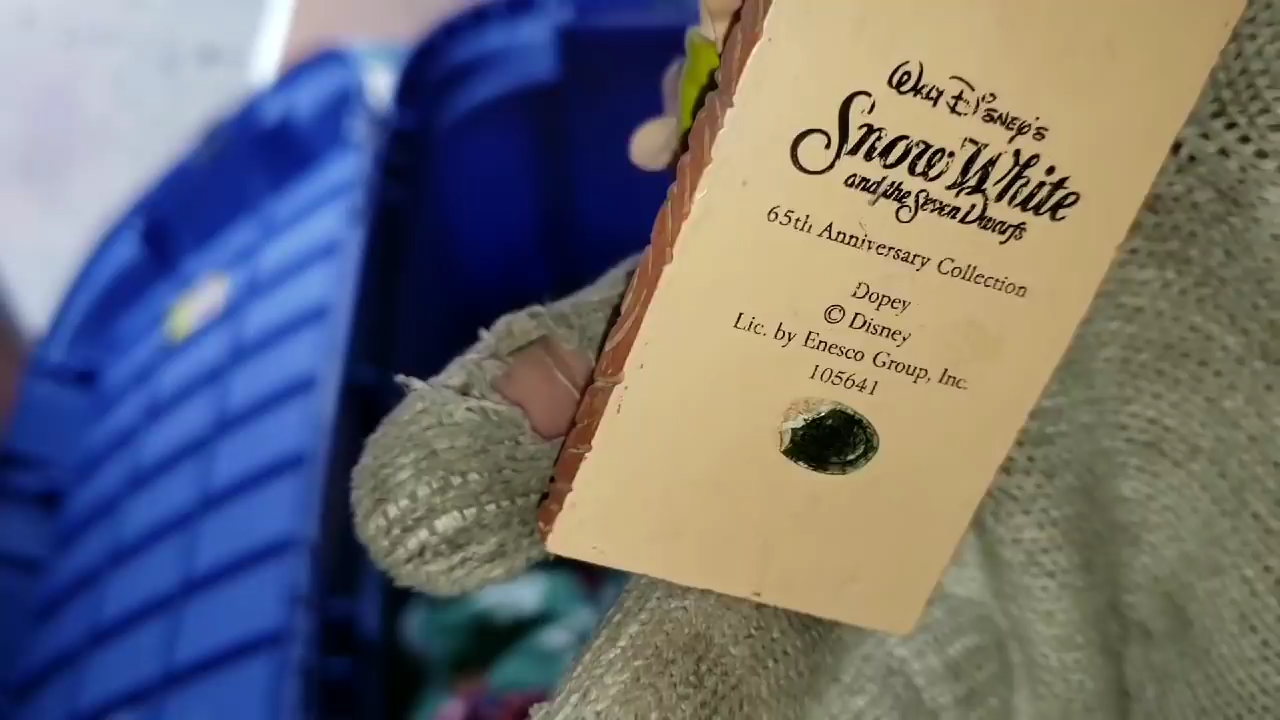 Walt Disney's
Snow White
and the Seven Dwarfs
65th Anniversary Collection
Dopey
© Disney
Lic. by Enesco Group, Inc.
105641